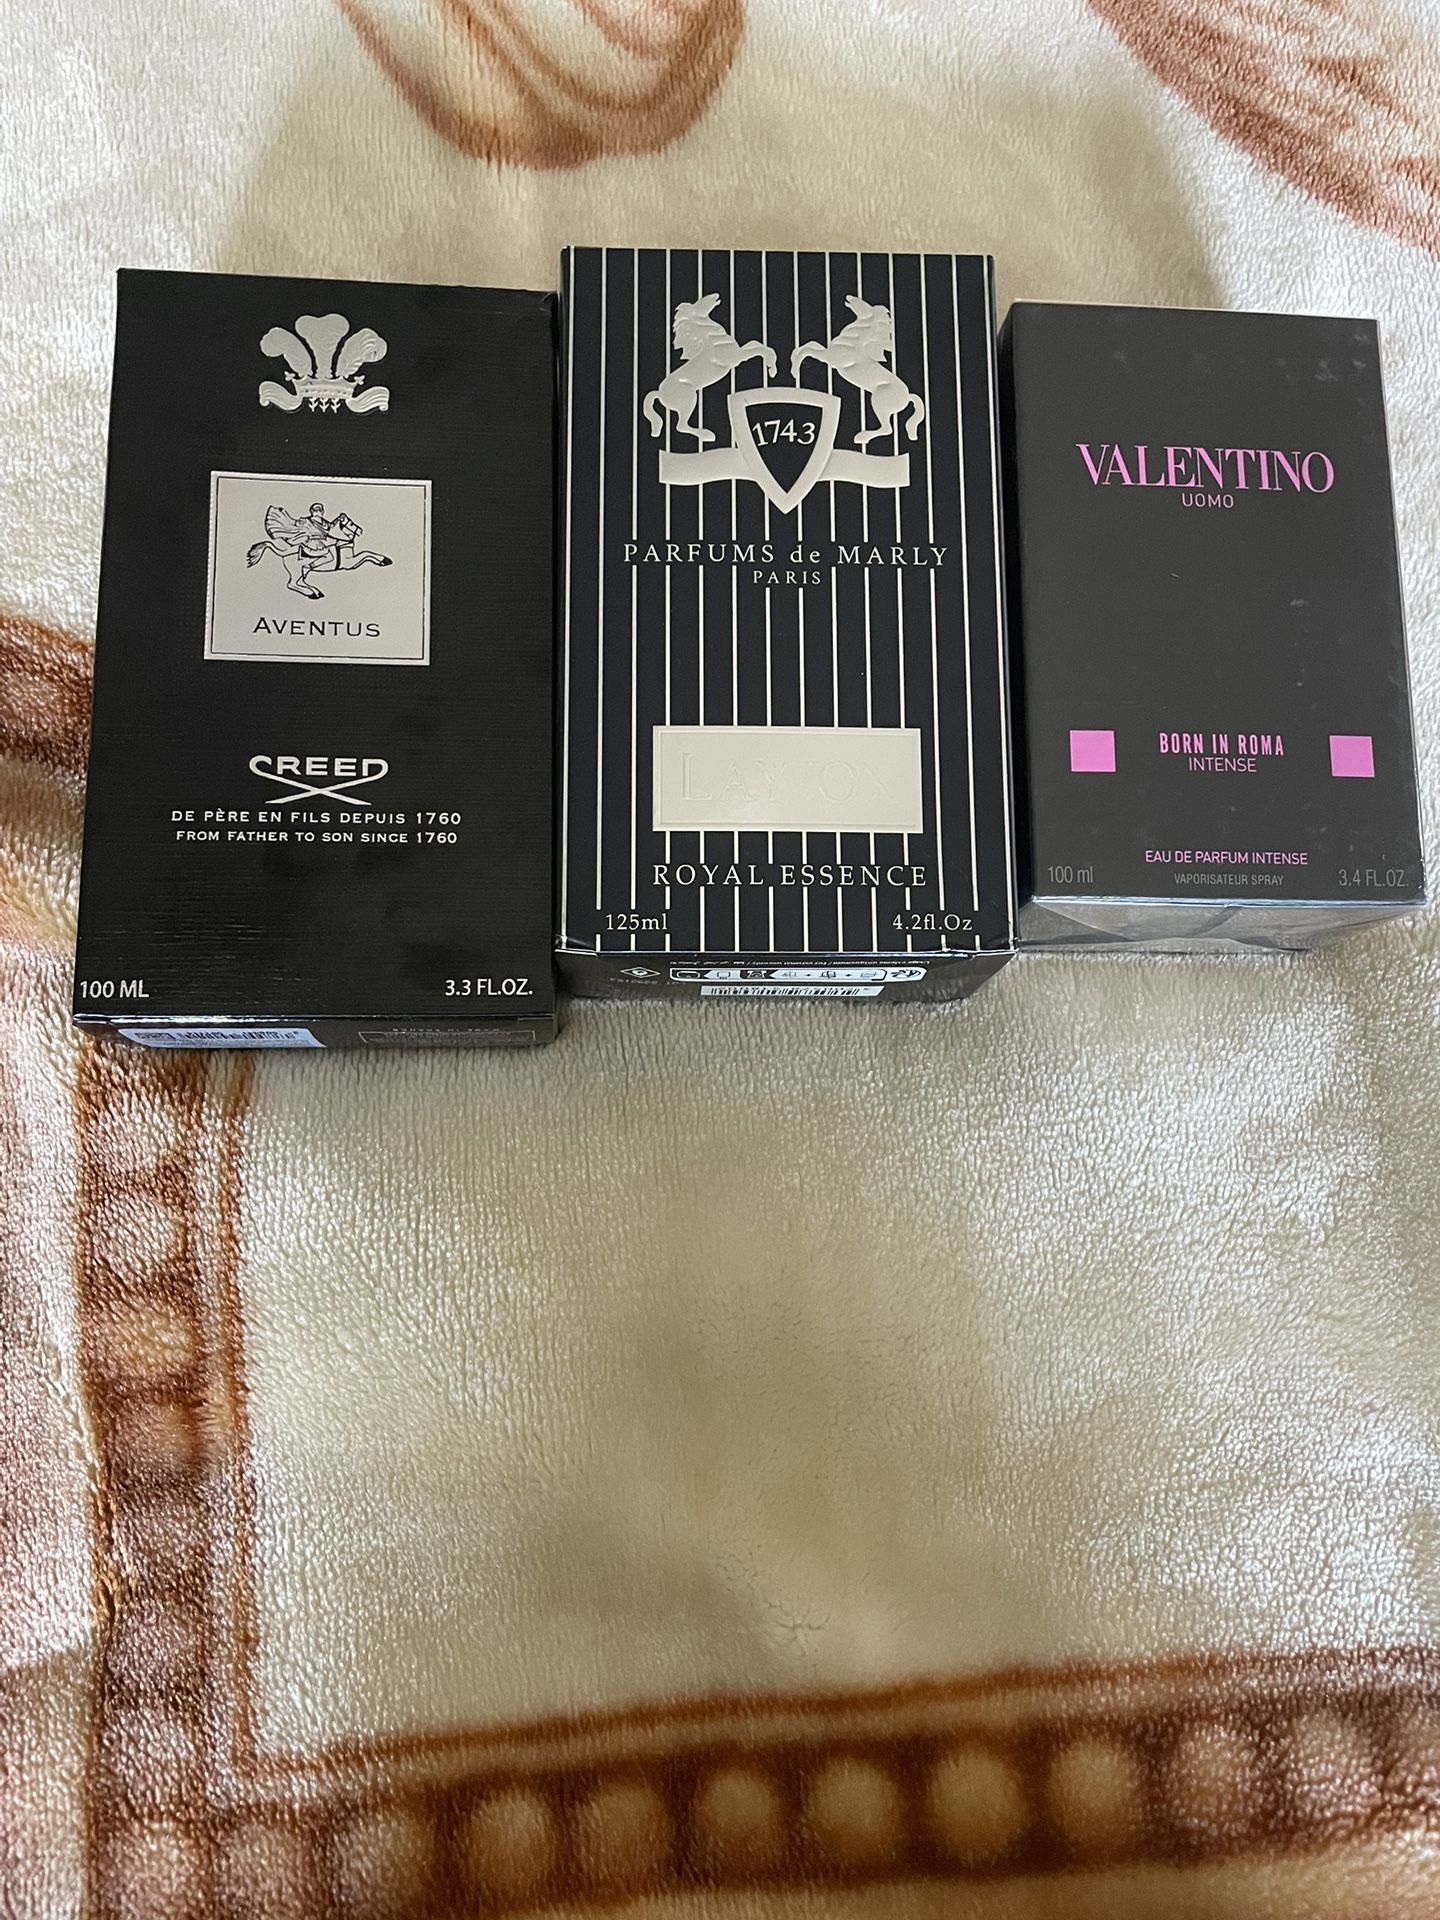 AVENTUS
CREED
DE PÈRE EN FILS DEPUIS 1760
FROM FATHER TO SON SINCE 1760
100 ML 3.3 FL.OZ.
1743
PARFUMS de MARLY
PARIS
LAYTON
ROYAL ESSENCE
125ml 4.2fl.Oz
VALENTINO
UOMO
BORN IN ROMA
INTENSE
EAU DE PARFUM INTENSE
100 ml VAPORISATEUR SPRAY 3.4 FL.OZ.